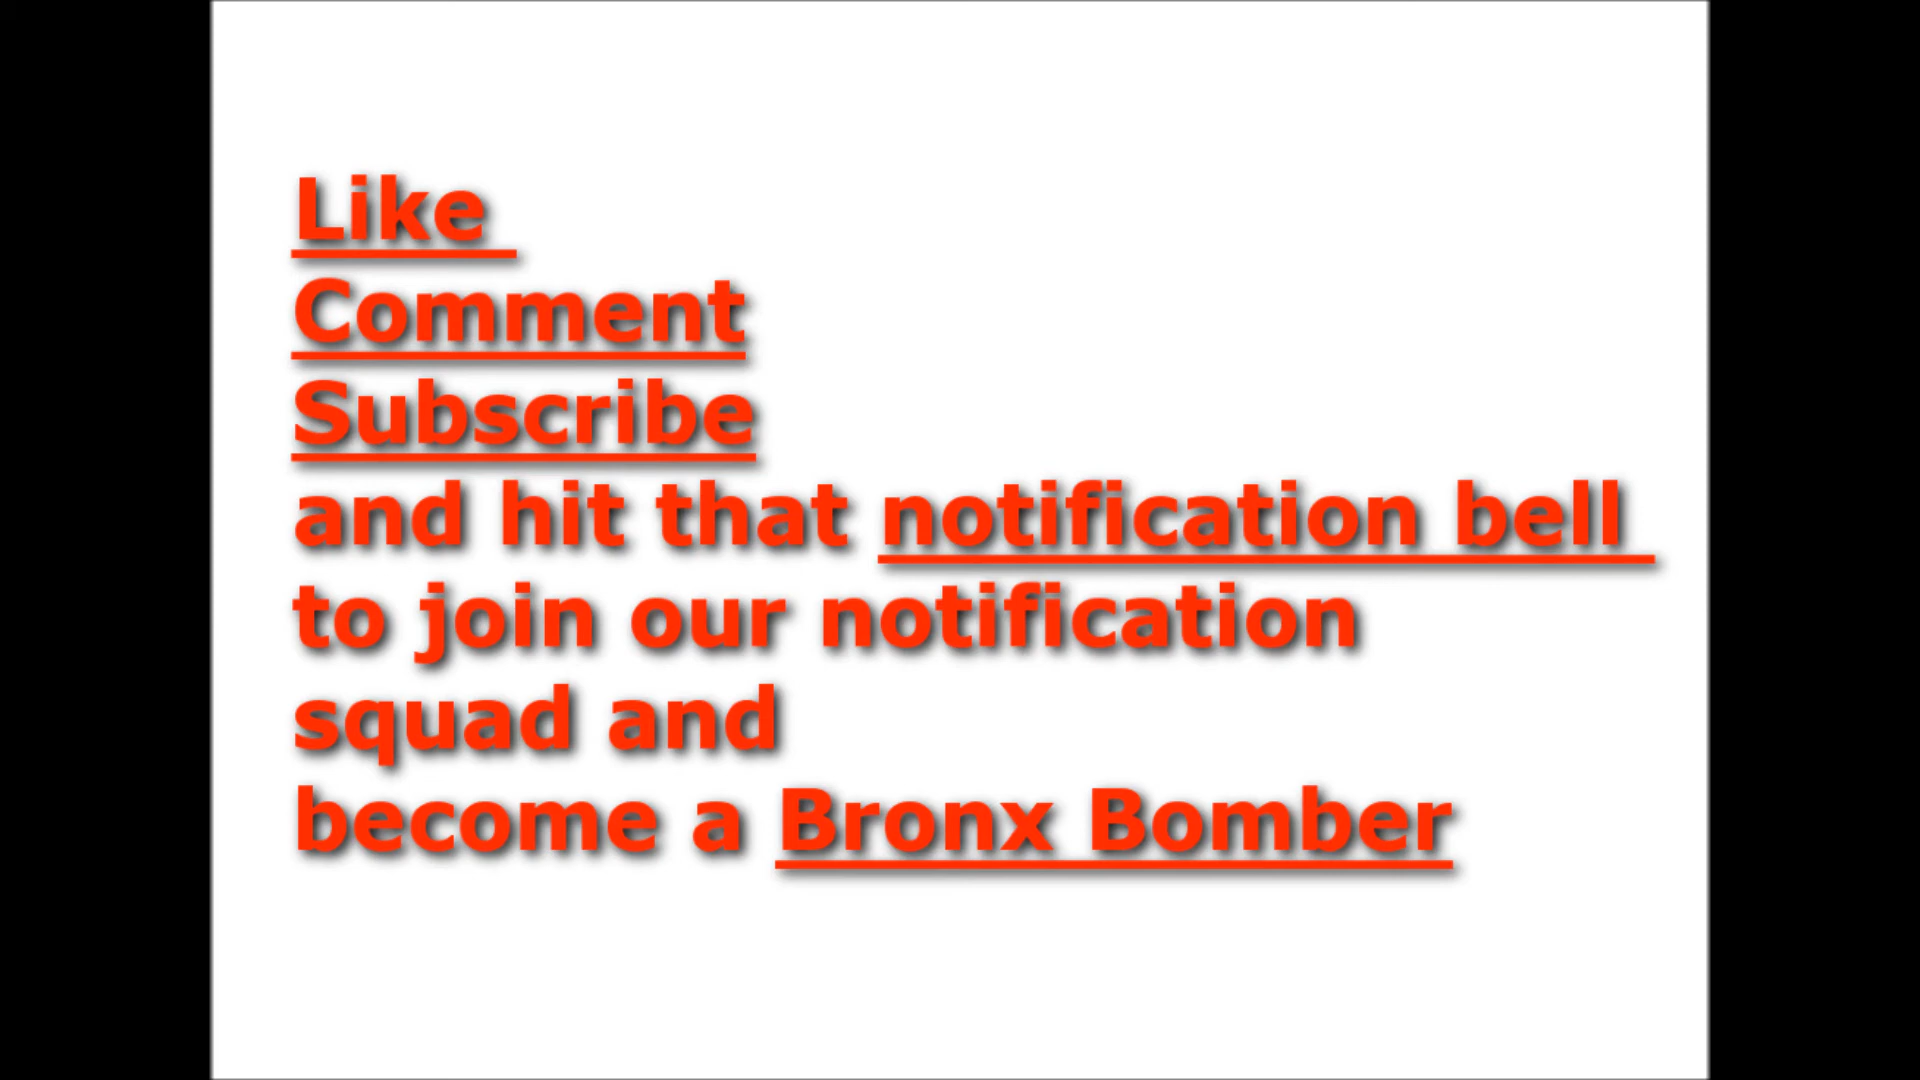 Like
Comment
Subscribe
and hit that notification bell
to join our notification
squad and
become a Bronx Bomber